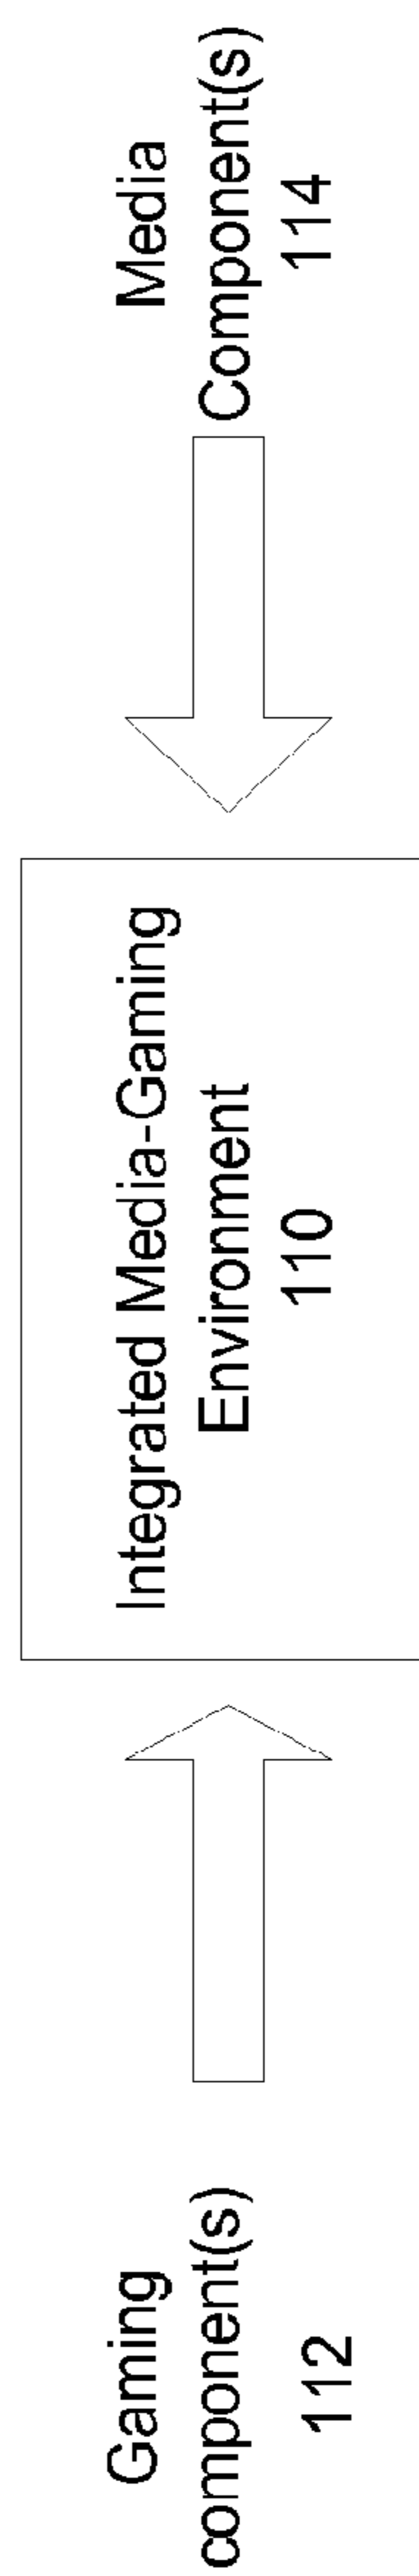 Gaming
component(s)
112
Integrated Media-Gaming
Environment
110
Media
Component(s)
114